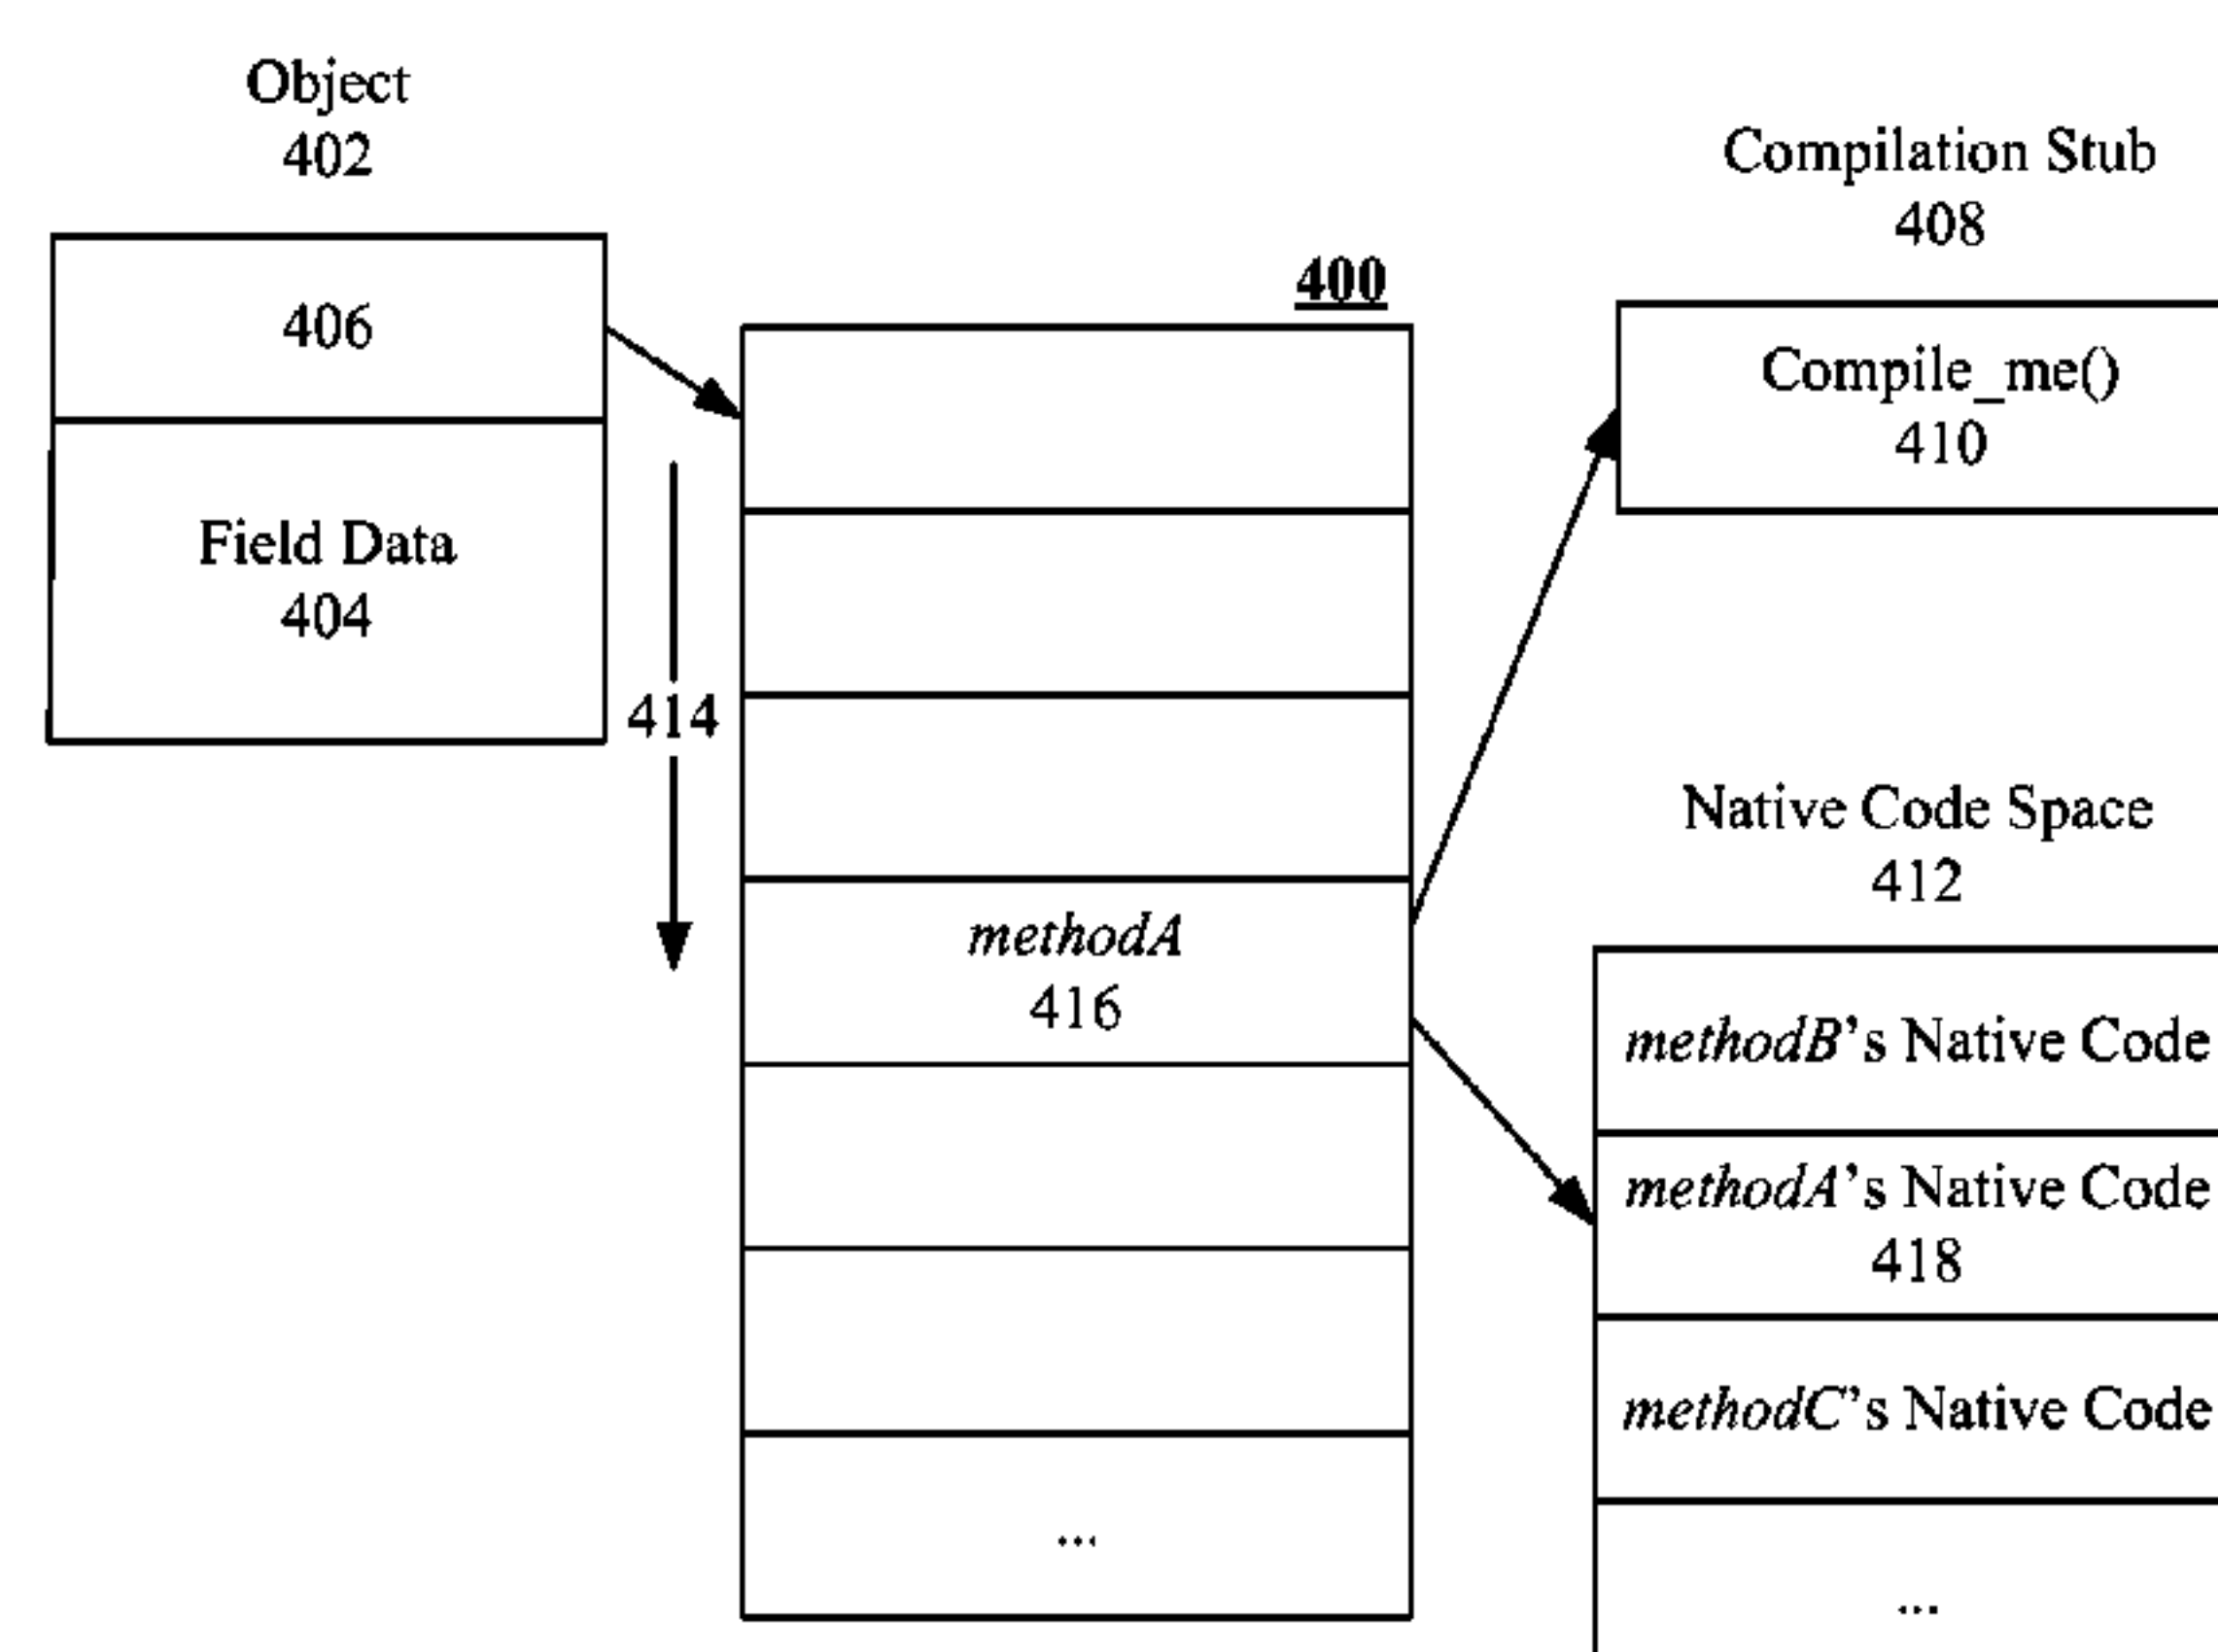 Object
402
406
Field Data
404
414
400
methodA
416
...
Compilation Stub
408
Compile_me()
410
Native Code Space
412
methodB's Native Code
methodA's Native Code
418
methodC's Native Code
...